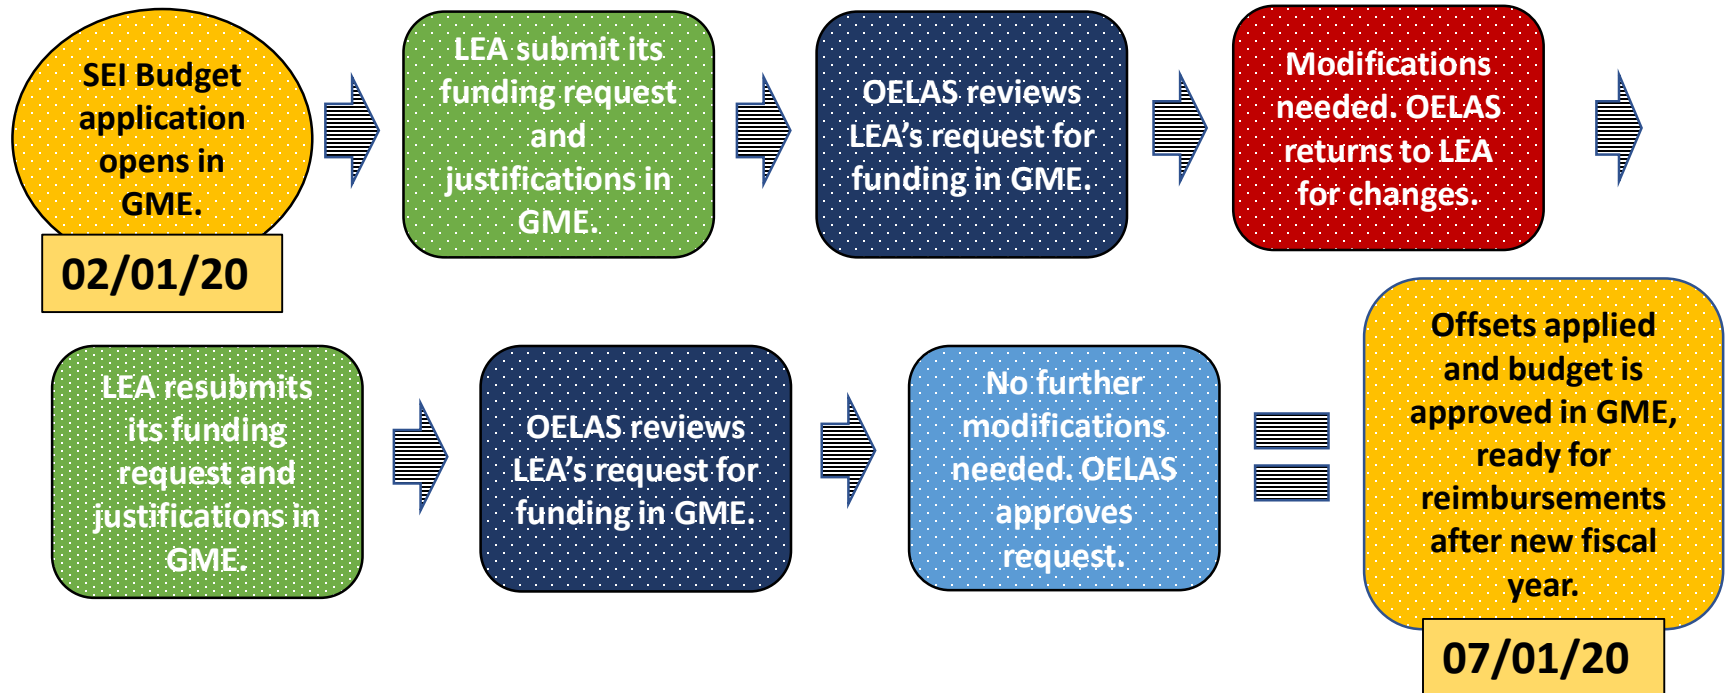 SEI Budget
application
opens in
GME.
02/01/20
LEA submit its
funding request
and
justifications in
GME.
OELAS reviews
LEA's request for
funding in GME.
Modifications
needed. OELAS
returns to LEA
for changes.
LEA resubmits
its funding
request and
justifications in
GME.
OELAS reviews
LEA's request for
funding in GME.
No further
modifications
needed. OELAS
approves
request.
Offsets applied
and budget is
approved in GME,
ready for
reimbursements
after new fiscal
year.
07/01/20